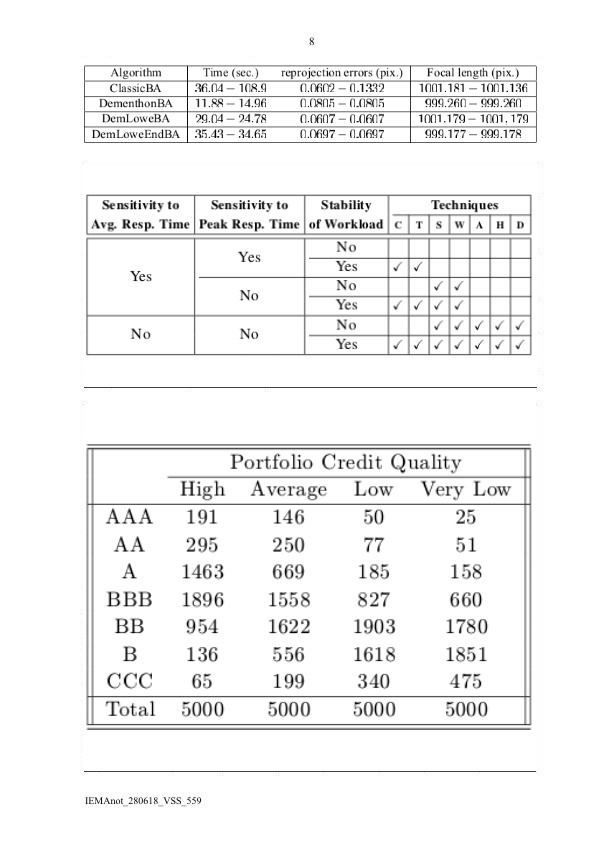 8
Algorithm Time (sec.) reprojection errors (pix.) Focal length (pix.)
ClassicBA 36.04 − 108.9 0.0602 − 0.1332 1001.181 − 1001.136
DementhonBA 11.88 − 14.96 0.0805 − 0.0805 999.260 − 999.260
DemLoweBA 29.04 − 24.78 0.0607 − 0.0607 1001.179 − 1001,179
DemLoweEndBA 35.43 − 34.65 0.0697 − 0.0697 999.177 − 999.178
Sensitivity to Sensitivity to Stability Techniques
Avg. Resp. Time Peak Resp. Time of Workload C T S W A H D
Yes Yes No
Yes ✓ ✓
No No ✓ ✓
Yes ✓ ✓ ✓ ✓
No No No ✓ ✓ ✓ ✓ ✓
Yes ✓ ✓ ✓ ✓ ✓ ✓ ✓
Portfolio Credit Quality
High Average Low Very Low
AAA 191 146 50 25
AA 295 250 77 51
A 1463 669 185 158
BBB 1896 1558 827 660
BB 954 1622 1903 1780
B 136 556 1618 1851
CCC 65 199 340 475
Total 5000 5000 5000 5000
IEMAnot_280618_VSS_559